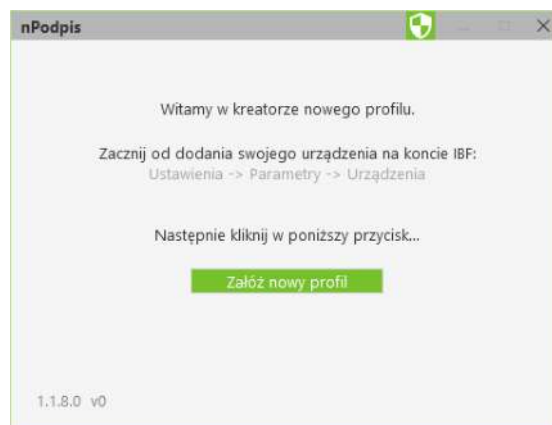 nPodpis
Witamy w kreatorze nowego profilu.
Zacznij od dodania swojego urządzenia na koncie IBF:
Ustawienia -> Parametry -> Urządzenia
Następnie kliknij w poniższy przycisk...
Załóż nowy profil
1.1.8.0 v0